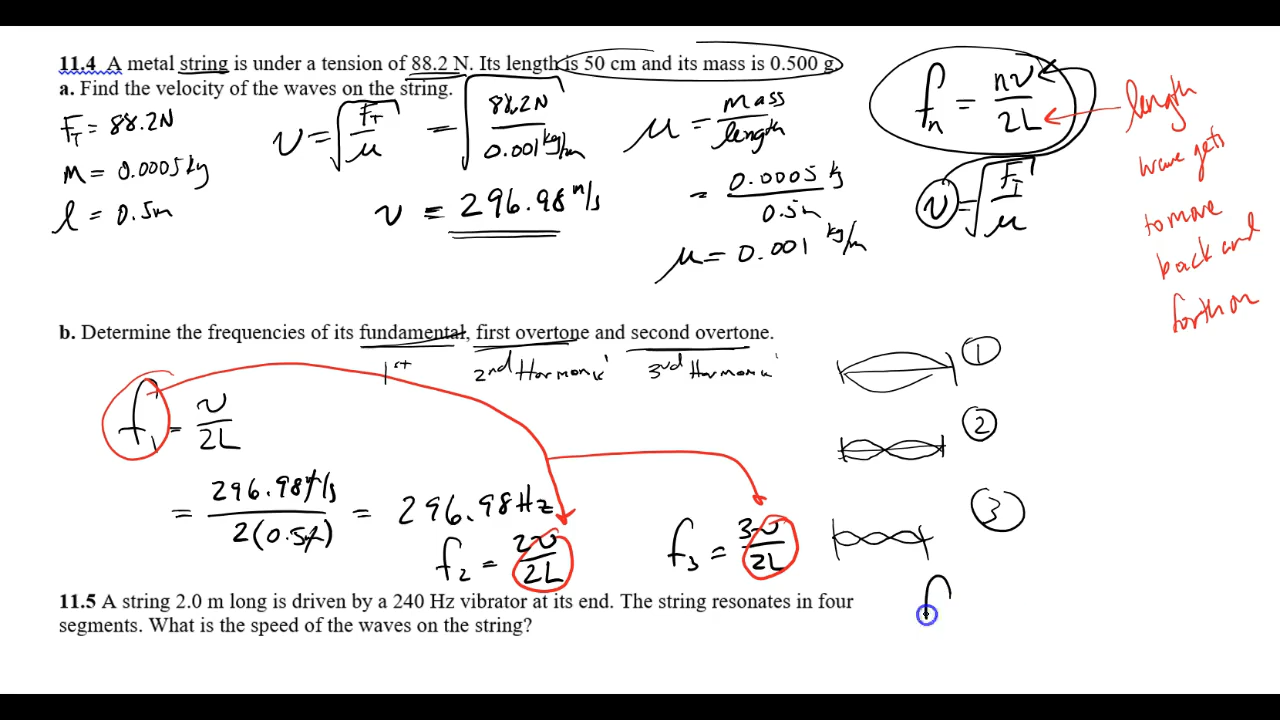 11.4 A metal string is under a tension of 88.2 N. Its length is 50 cm and its mass is 0.500 g.
a. Find the velocity of the waves on the string.
F_T = 88.2N
m = 0.0005 kg
l = 0.5m
v = √(F_T/μ) = √(88.2N/0.001 kg/m)
v = 296.98 m/s
μ = mass/length
= 0.0005 kg/0.5m
μ = 0.001 kg/m
f_n = nv/2L
v = √(F_T/μ)
length
wave gets
to move
back and
forth on
b. Determine the frequencies of its fundamental, first overtone and second overtone.
1st 2nd Harmonic 3rd Harmonic
f_1 = v/2L
= 296.98 m/s/2(0.5m) = 296.98Hz
f_2 = 2v/2L
f_3 = 3v/2L
1
2
3
f
11.5 A string 2.0 m long is driven by a 240 Hz vibrator at its end. The string resonates in four
segments. What is the speed of the waves on the string?